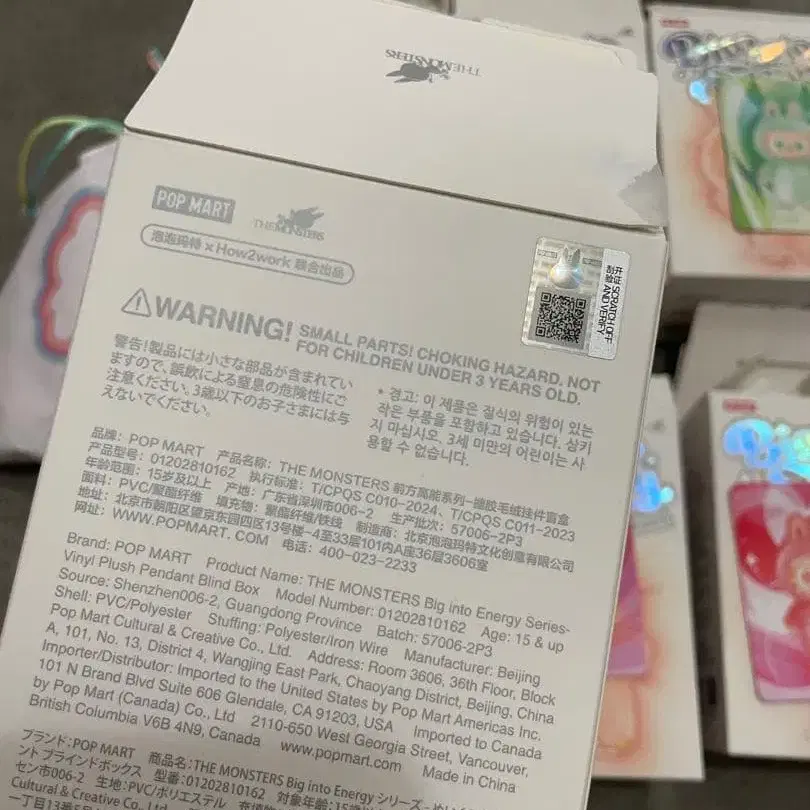 THEMONSTERS
POP MART
THEMONSTERS
泡泡玛特 × How2work 联合出品
刮涂层 查真伪
SCRATCH OFF
AND VERIFY
WARNING! SMALL PARTS! CHOKING HAZARD. NOT
FOR CHILDREN UNDER 3 YEARS OLD.
警告!製品には小さな部品が含まれてい
ますので、誤飲による窒息の危険性にご
注意ください。3歳以下のお子さまには与
えないでください。
* 경고: 이 제품은 질식의 위험이 있는
작은 부품을 포함하고 있습니다. 삼키
지 마십시오. 3세 미만의 어린이는 사
용할 수 없습니다.
品牌: POP MART 产品名称: THE MONSTERS 前方高能系列-搪胶毛绒挂件盲盒
产品型号: 01202810162 执行标准: T/CPQS C010-2024、T/CPQS C011-2023
年龄范围: 15岁及以上 产地: 广东省深圳市006-2 生产批次: 57006-2P3
面料: PVC/聚酯纤维 填充物: 聚酯纤维/铁线 制造商: 北京泡泡玛特文化创意有限公司
地址: 北京市朝阳区望京东园四区13号楼-4至33层101内A座36层3606室
网址: WWW.POPMART.COM 电话: 400-023-2233
Brand: POP MART Product Name: THE MONSTERS Big into Energy Series-
Vinyl Plush Pendant Blind Box Model Number: 01202810162 Age: 15 & up
Source: Shenzhen006-2, Guangdong Province Batch: 57006-2P3
Shell: PVC/Polyester Stuffing: Polyester/Iron Wire Manufacturer: Beijing
Pop Mart Cultural & Creative Co., Ltd. Address: Room 3606, 36th Floor, Block
A, 101, No. 13, District 4, Wangjing East Park, Chaoyang District, Beijing, China
Importer/Distributor: Imported to the United States by Pop Mart Americas Inc.
101 N Brand Blvd Suite 606 Glendale, CA 91203, USA Imported to Canada
by Pop Mart (Canada) Co., Ltd 2110-650 West Georgia Street, Vancouver,
British Columbia V6B 4N9, Canada www.popmart.com Made in China
ブランド: POP MART 商品名: THE MONSTERS Big into Energy シリーズ
ント ブラインドボックス 型番: 01202810162 対象年齢: 15歳
セン市006-2 生地: PVC/ポリエステル
Cultural & Creative Co., Ltd
一丁目13番